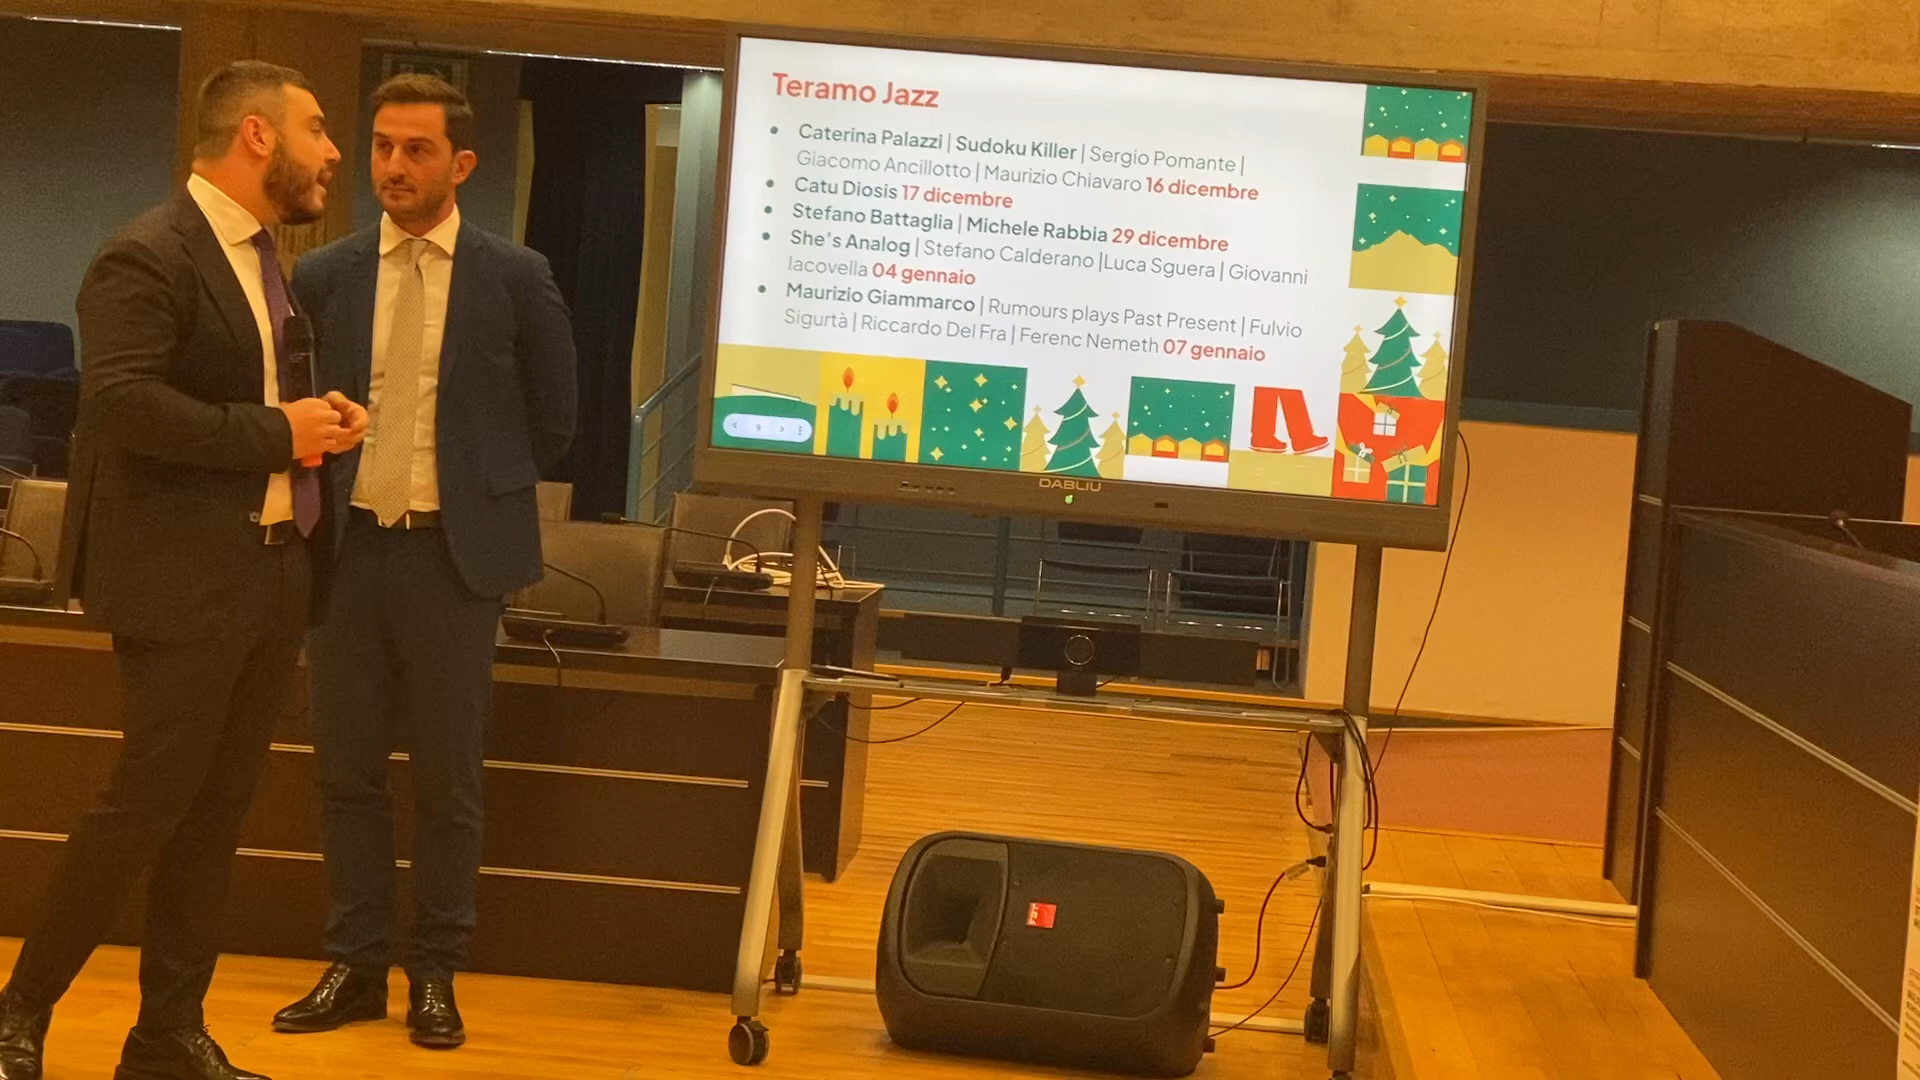 Teramo Jazz
• Caterina Palazzi | Sudoku Killer | Sergio Pomante |
Giacomo Ancillotto | Maurizio Chiavaro 16 dicembre
• Catu Diosis 17 dicembre
• Stefano Battaglia | Michele Rabbia 29 dicembre
• She's Analog | Stefano Calderano |Luca Sguera | Giovanni
Iacovella 04 gennaio
• Maurizio Giammarco | Rumours plays Past Present | Fulvio
Sigurtà | Riccardo Del Fra | Ferenc Nemeth 07 gennaio
9
DABLIU
FBT